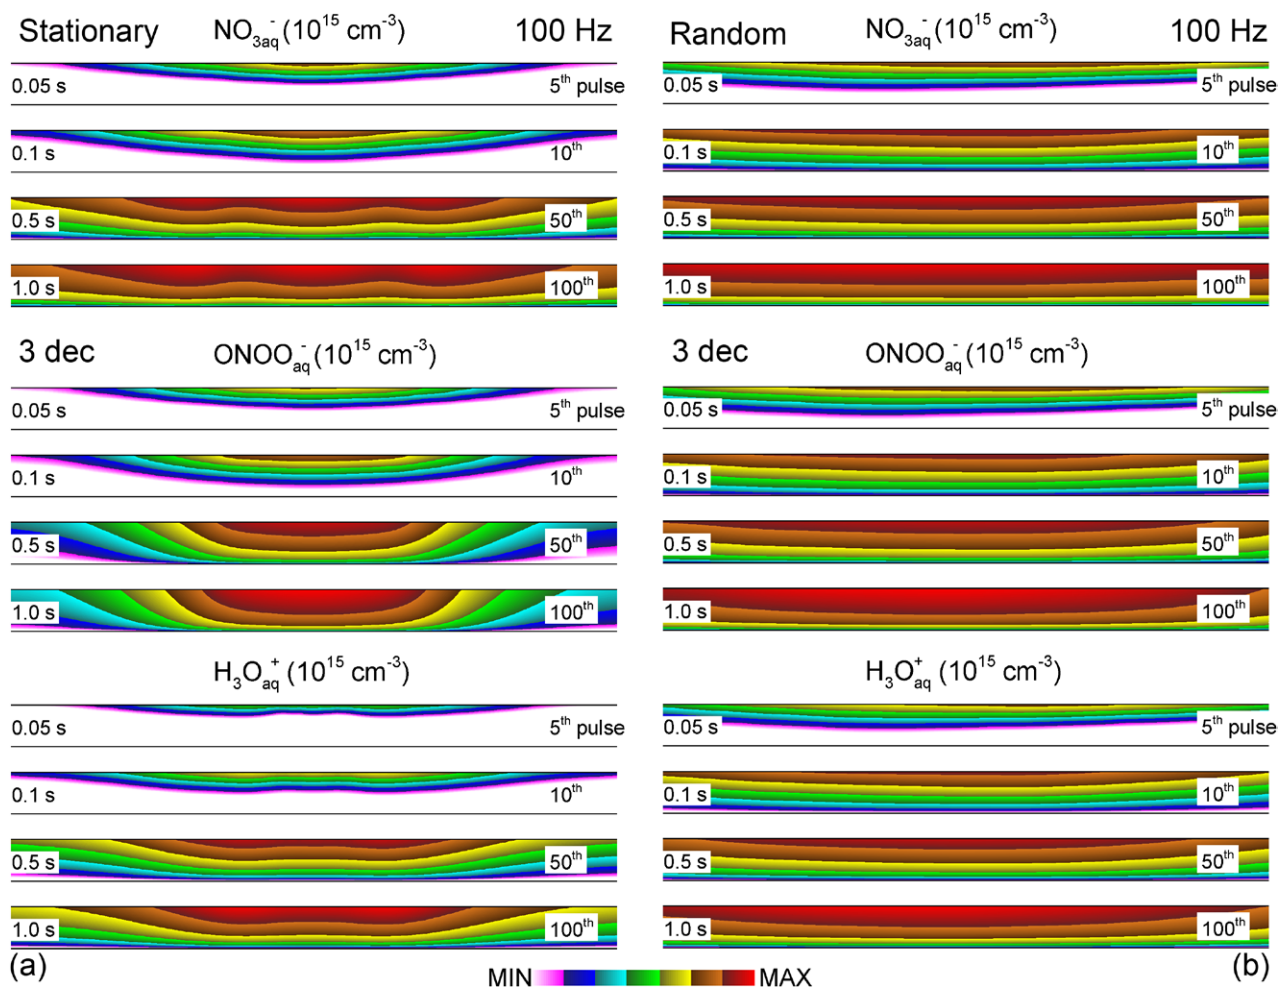 Stationary NO3aq- (10^15 cm^-3) 100 Hz
0.05 s 5th pulse
0.1 s 10th
0.5 s 50th
1.0 s 100th
3 dec ONOOaq- (10^15 cm^-3)
0.05 s 5th pulse
0.1 s 10th
0.5 s 50th
1.0 s 100th
H3Oaq+ (10^15 cm^-3)
0.05 s 5th pulse
0.1 s 10th
0.5 s 50th
1.0 s 100th
(a)
Random NO3aq- (10^15 cm^-3) 100 Hz
0.05 s 5th pulse
0.1 s 10th
0.5 s 50th
1.0 s 100th
3 dec ONOOaq- (10^15 cm^-3)
0.05 s 5th pulse
0.1 s 10th
0.5 s 50th
1.0 s 100th
H3Oaq+ (10^15 cm^-3)
0.05 s 5th pulse
0.1 s 10th
0.5 s 50th
1.0 s 100th
(b)
MIN MAX